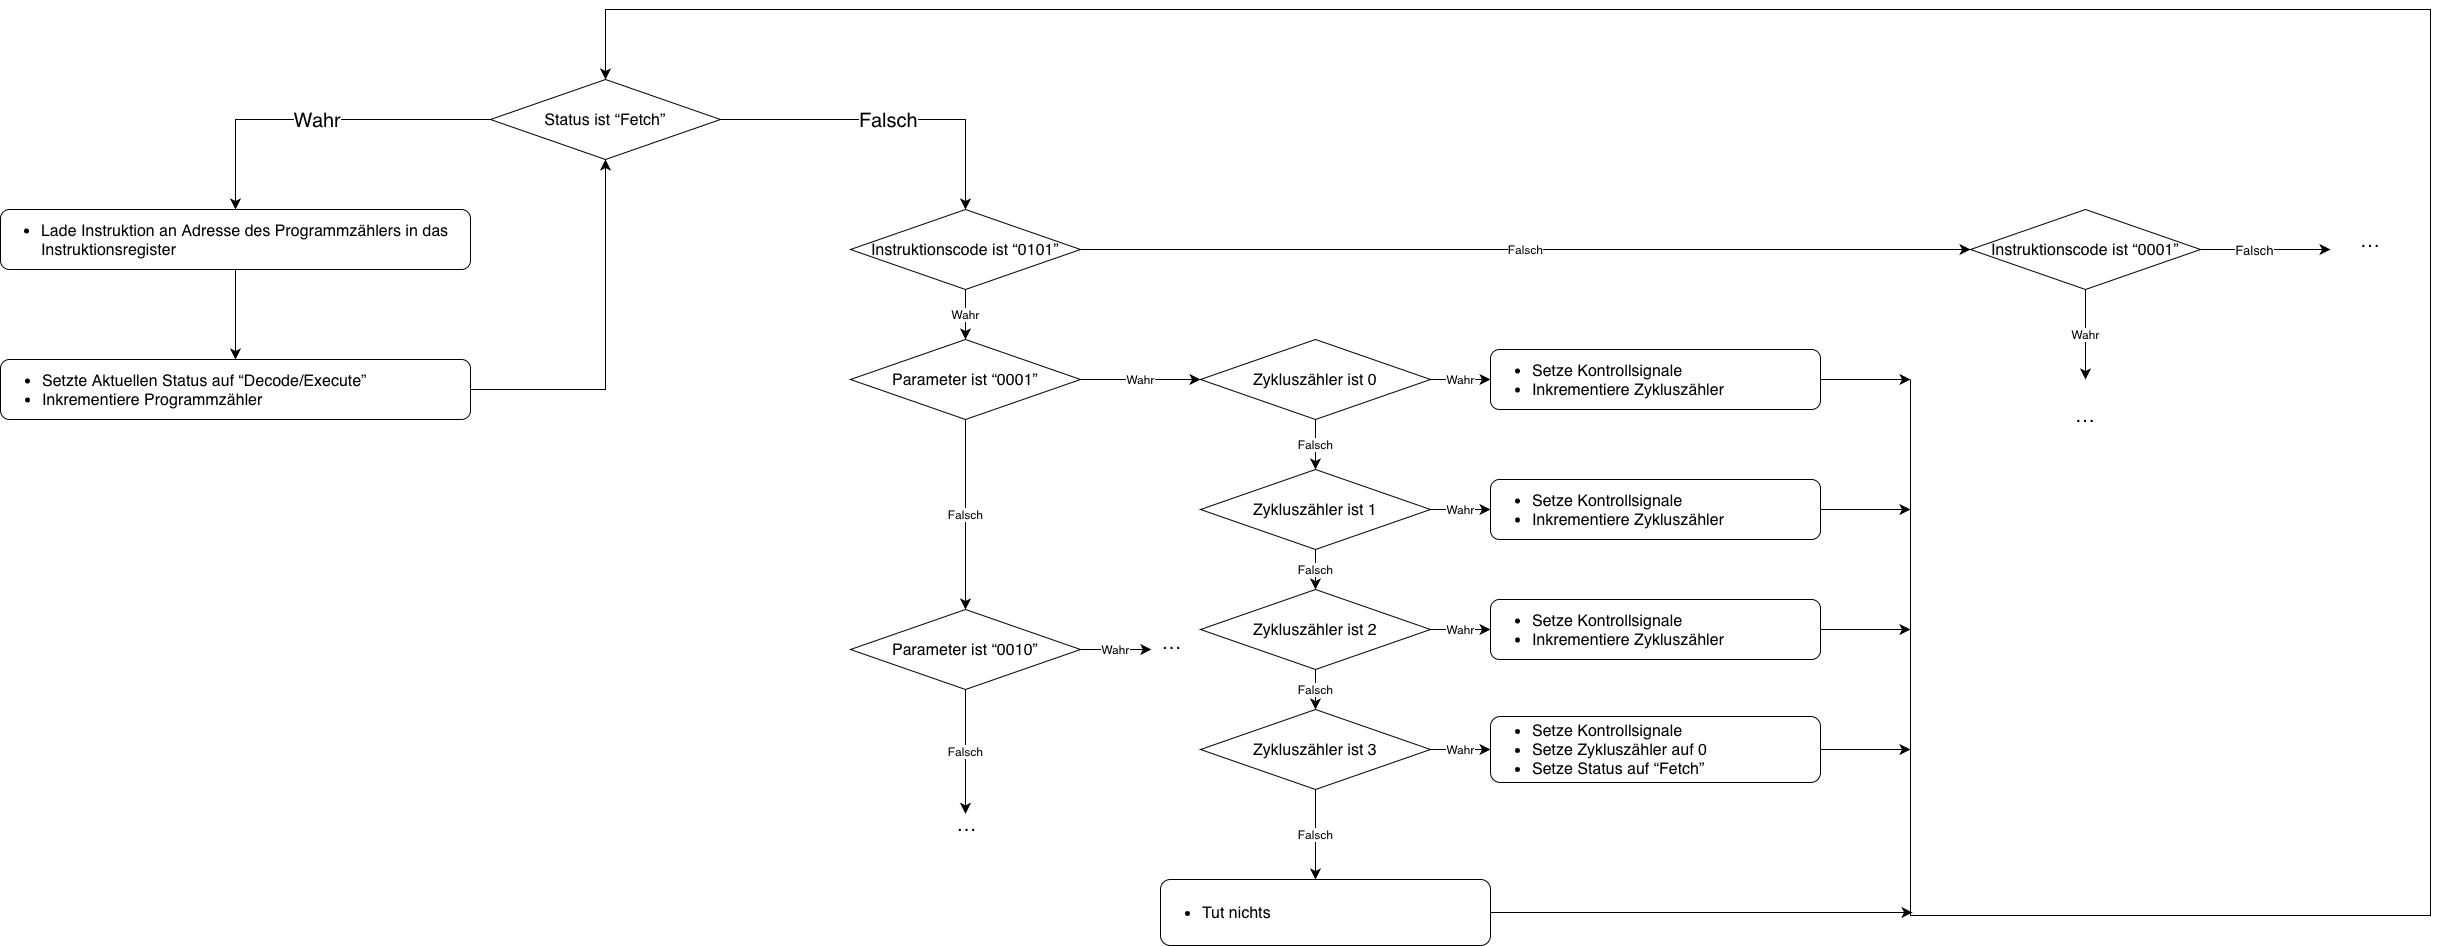 Status ist “Fetch”
Wahr
Falsch
Lade Instruktion an Adresse des Programmzählers in das
Instruktionsregister
Setzte Aktuellen Status auf “Decode/Execute”
Inkrementiere Programmzähler
Instruktionscode ist “0101”
Falsch
Instruktionscode ist “0001”
Falsch
...
Wahr
...
Wahr
Parameter ist “0001”
Wahr
Zykluszähler ist 0
Wahr
Setze Kontrollsignale
Inkrementiere Zykluszähler
Falsch
Zykluszähler ist 1
Wahr
Setze Kontrollsignale
Inkrementiere Zykluszähler
Falsch
Falsch
Zykluszähler ist 2
Wahr
Setze Kontrollsignale
Inkrementiere Zykluszähler
Parameter ist “0010”
Wahr
...
Falsch
Zykluszähler ist 3
Wahr
Setze Kontrollsignale
Setze Zykluszähler auf 0
Setze Status auf “Fetch”
Falsch
...
Falsch
Tut nichts